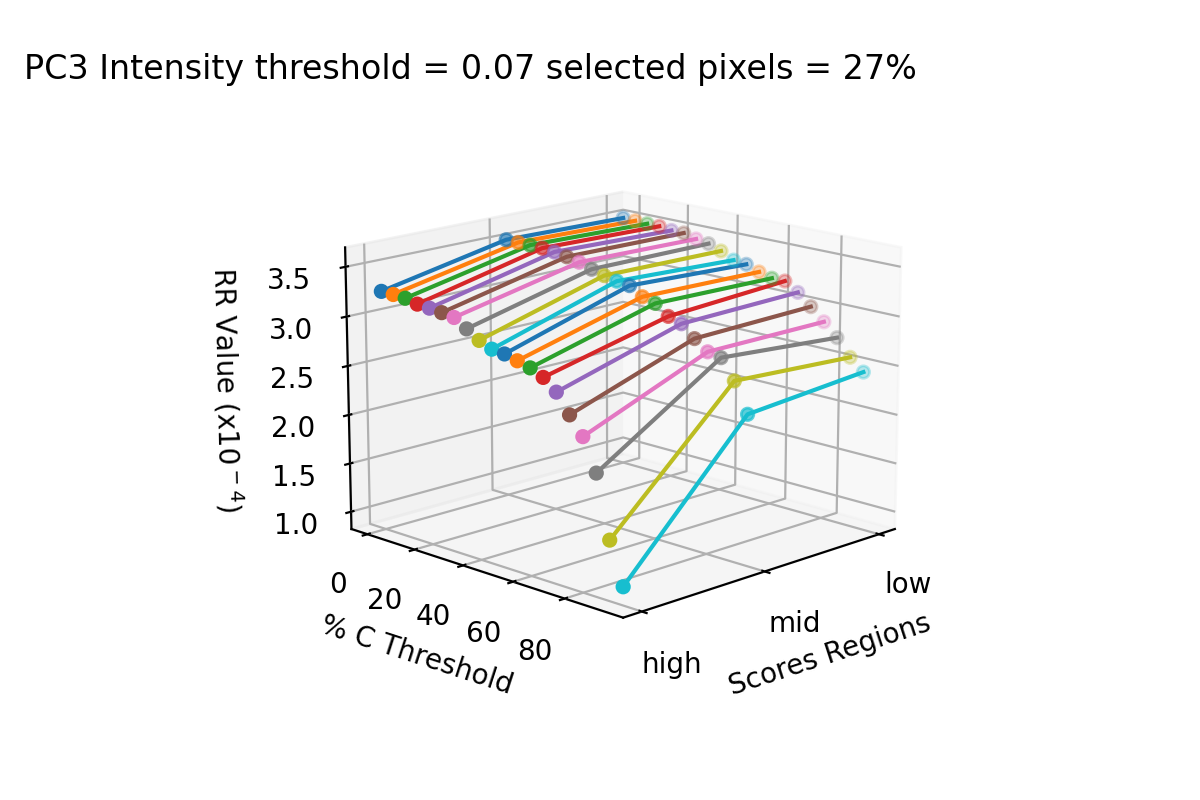 PC3 Intensity threshold = 0.07 selected pixels = 27%
RR Value (x10⁻⁴)
3.5
3.0
2.5
2.0
1.5
1.0
0
20
40
60
80
% C Threshold
high
mid
low
Scores Regions